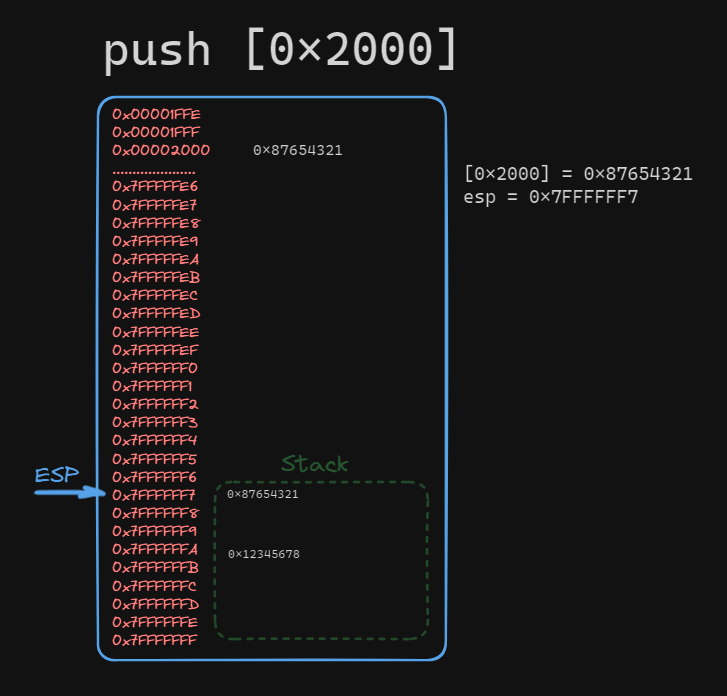 push [0×2000]
0x00001FFE
0x00001FFF
0x00002000 0×87654321
.....................
0x7FFFFFE6
0x7FFFFFE7
0x7FFFFFE8
0x7FFFFFE9
0x7FFFFFEA
0x7FFFFFEB
0x7FFFFFEC
0x7FFFFFED
0x7FFFFFEE
0x7FFFFFEF
0x7FFFFFF0
0x7FFFFFF1
0x7FFFFFF2
0x7FFFFFF3
0x7FFFFFF4
0x7FFFFFF5
0x7FFFFFF6
0x7FFFFFF7 0×87654321
0x7FFFFFF8
0x7FFFFFF9
0x7FFFFFFA 0×12345678
0x7FFFFFFB
0x7FFFFFFC
0x7FFFFFFD
0x7FFFFFFE
0x7FFFFFFF
Stack
ESP
[0×2000] = 0×87654321
esp = 0×7FFFFFF7